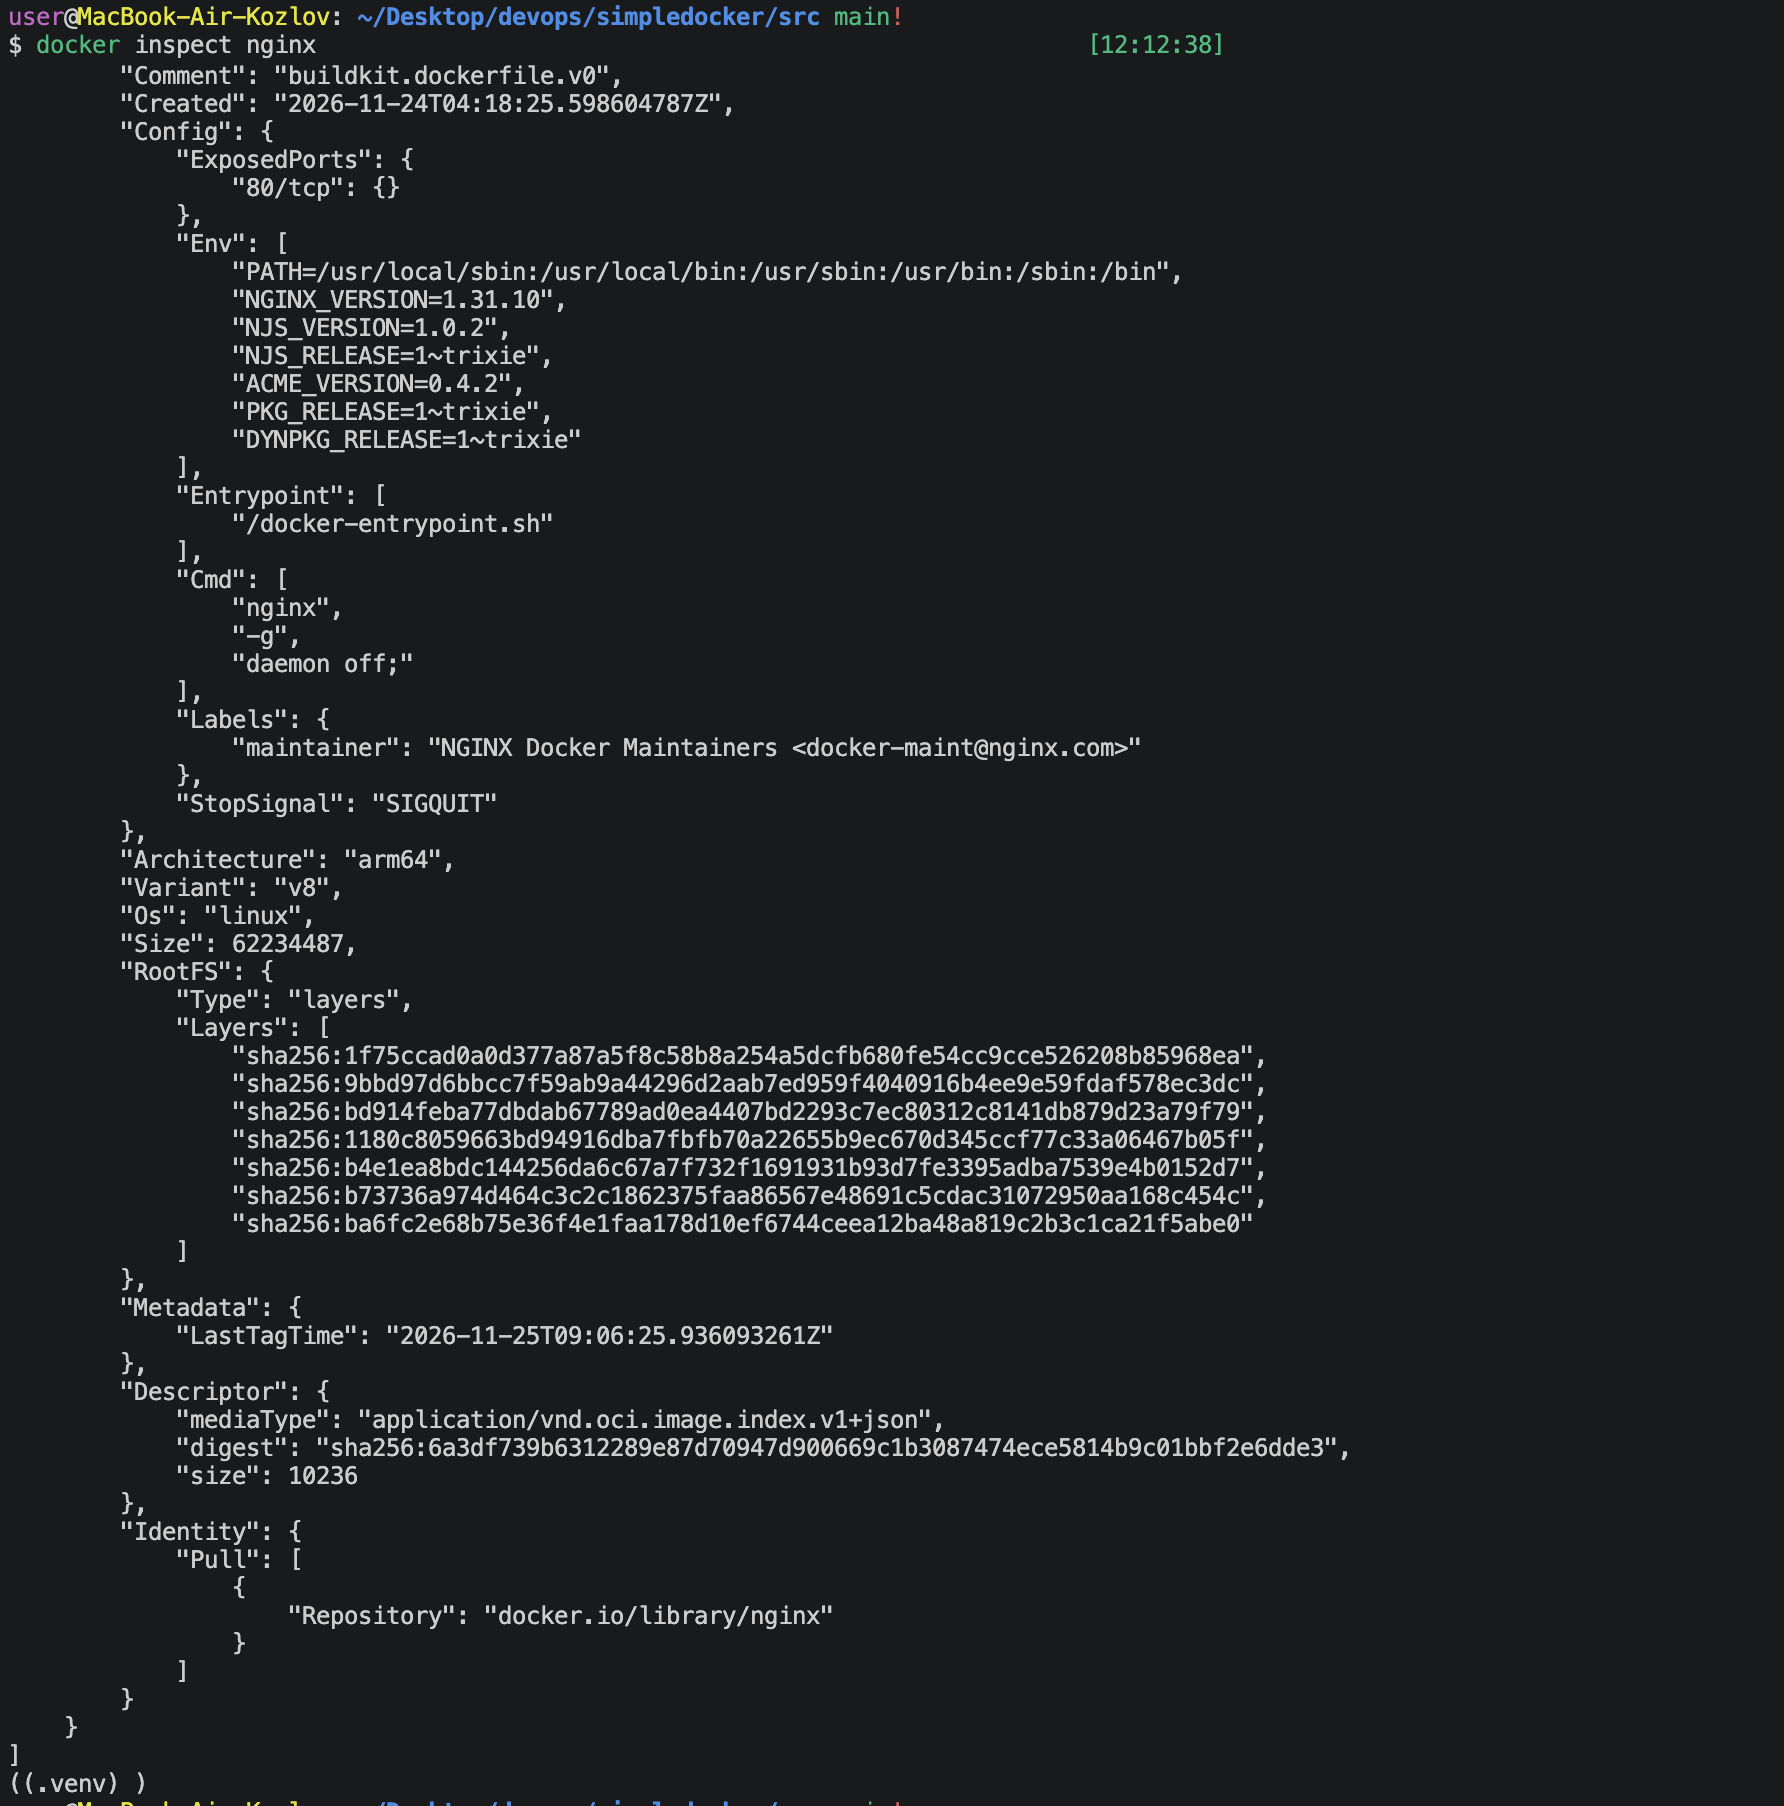 user@MacBook-Air-Kozlov: ~/Desktop/devops/simpledocker/src main!
$ docker inspect nginx [12:12:38]
        "Comment": "buildkit.dockerfile.v0",
        "Created": "2026-11-24T04:18:25.598604787Z",
        "Config": {
            "ExposedPorts": {
                "80/tcp": {}
            },
            "Env": [
                "PATH=/usr/local/sbin:/usr/local/bin:/usr/sbin:/usr/bin:/sbin:/bin",
                "NGINX_VERSION=1.31.10",
                "NJS_VERSION=1.0.2",
                "NJS_RELEASE=1~trixie",
                "ACME_VERSION=0.4.2",
                "PKG_RELEASE=1~trixie",
                "DYNPKG_RELEASE=1~trixie"
            ],
            "Entrypoint": [
                "/docker-entrypoint.sh"
            ],
            "Cmd": [
                "nginx",
                "-g",
                "daemon off;"
            ],
            "Labels": {
                "maintainer": "NGINX Docker Maintainers <docker-maint@nginx.com>"
            },
            "StopSignal": "SIGQUIT"
        },
        "Architecture": "arm64",
        "Variant": "v8",
        "Os": "linux",
        "Size": 62234487,
        "RootFS": {
            "Type": "layers",
            "Layers": [
                "sha256:1f75ccad0a0d377a87a5f8c58b8a254a5dcfb680fe54cc9cce526208b85968ea",
                "sha256:9bbd97d6bbcc7f59ab9a44296d2aab7ed959f4040916b4ee9e59fdaf578ec3dc",
                "sha256:bd914feba77dbdab67789ad0ea4407bd2293c7ec80312c8141db879d23a79f79",
                "sha256:1180c8059663bd94916dba7fbfb70a22655b9ec670d345ccf77c33a06467b05f",
                "sha256:b4e1ea8bdc144256da6c67a7f732f1691931b93d7fe3395adba7539e4b0152d7",
                "sha256:b73736a974d464c3c2c1862375faa86567e48691c5cdac31072950aa168c454c",
                "sha256:ba6fc2e68b75e36f4e1faa178d10ef6744ceea12ba48a819c2b3c1ca21f5abe0"
            ]
        },
        "Metadata": {
            "LastTagTime": "2026-11-25T09:06:25.936093261Z"
        },
        "Descriptor": {
            "mediaType": "application/vnd.oci.image.index.v1+json",
            "digest": "sha256:6a3df739b6312289e87d70947d900669c1b3087474ece5814b9c01bbf2e6dde3",
            "size": 10236
        },
        "Identity": {
            "Pull": [
                {
                    "Repository": "docker.io/library/nginx"
                }
            ]
        }
    }
]
((.venv) )